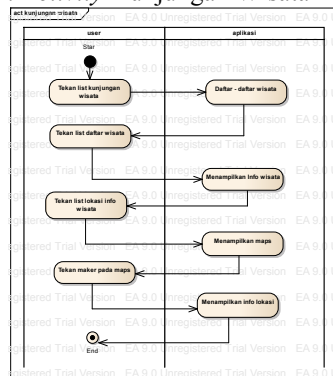 act kunjungan wisata
user
aplikasi
Star
Tekan list kunjungan
wisata
Daftar - daftar wisata
Tekan list daftar wisata
Menampilkan Info wisata
Tekan list lokasi info
wisata
Menampilkan maps
Tekan maker pada maps
Menampilkan info lokasi
End